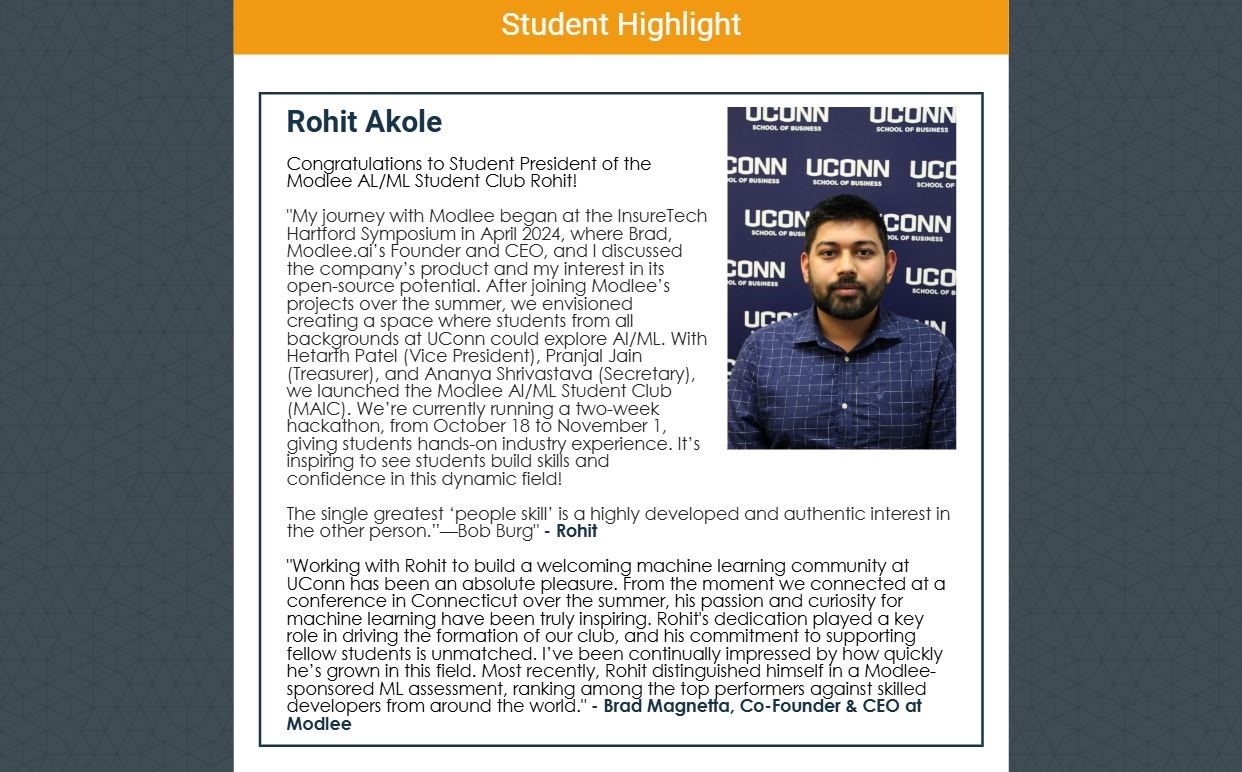 Student Highlight
Rohit Akole
Congratulations to Student President of the
Modlee AL/ML Student Club Rohit!
"My journey with Modlee began at the InsureTech
Hartford Symposium in April 2024, where Brad,
Modlee.ai's Founder and CEO, and I discussed
the company's product and my interest in its
open-source potential. After joining Modlee's
projects over the summer, we envisioned
creating a space where students from all
backgrounds at UConn could explore AI/ML. With
Hetarth Patel (Vice President), Pranjal Jain
(Treasurer), and Ananya Shrivastava (Secretary),
we launched the Modlee AI/ML Student Club
(MAIC). We're currently running a two-week
hackathon, from October 18 to November 1,
giving students hands-on industry experience. It's
inspiring to see students build skills and
confidence in this dynamic field!
The single greatest ‘people skill’ is a highly developed and authentic interest in
the other person.”—Bob Burg" - Rohit
"Working with Rohit to build a welcoming machine learning community at
UConn has been an absolute pleasure. From the moment we connected at a
conference in Connecticut over the summer, his passion and curiosity for
machine learning have been truly inspiring. Rohit's dedication played a key
role in driving the formation of our club, and his commitment to supporting
fellow students is unmatched. I've been continually impressed by how quickly
he's grown in this field. Most recently, Rohit distinguished himself in a Modlee-
sponsored ML assessment, ranking among the top performers against skilled
developers from around the world." - Brad Magnetta, Co-Founder & CEO at
Modlee
UCONN UCONN
SCHOOL OF BUSINESS SCHOOL OF BUSINESS
UCONN UCONN UCO
OL OF BUSINESS SCHOOL OF BUSINESS SCHOOL
UCON UCONN
SCHOOL OF BUS SCHOOL OF BUSINESS
CONN UCO
OL OF BUSINESS SCHOOL OF B